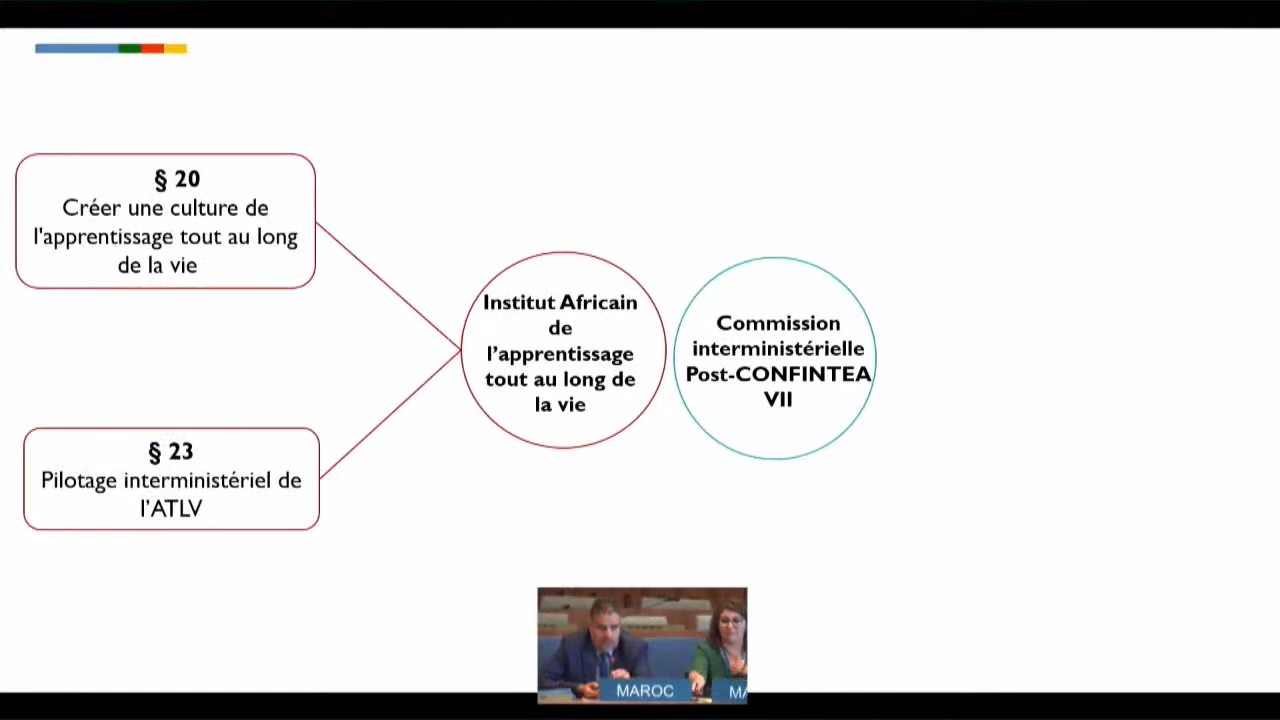 § 20
Créer une culture de
l'apprentissage tout au long
de la vie
§ 23
Pilotage interministériel de
l’ATLV
Institut Africain
de
l’apprentissage
tout au long de
la vie
Commission
interministérielle
Post-CONFINTEA
VII
MAROC
MA